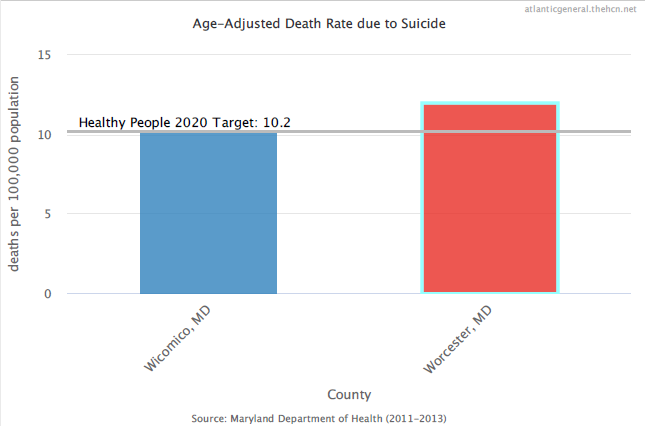 atlanticgeneral.thehcn.net
Age-Adjusted Death Rate due to Suicide
deaths per 100,000 population
15
10
5
0
Healthy People 2020 Target: 10.2
Wicomico, MD
Worcester, MD
County
Source: Maryland Department of Health (2011-2013)